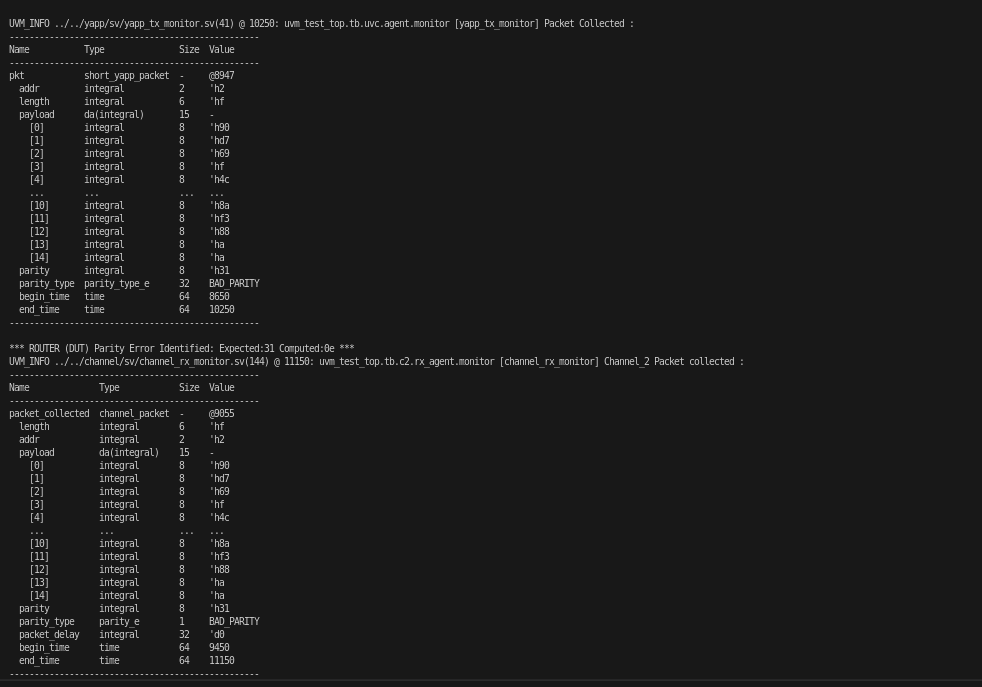 UVM_INFO ../../yapp/sv/yapp_tx_monitor.sv(41) @ 10250: uvm_test_top.tb.uvc.agent.monitor [yapp_tx_monitor] Packet Collected :
--------------------------------------------------
Name           Type               Size  Value
--------------------------------------------------
pkt            short_yapp_packet  -     @8947
  addr         integral           2     'h2
  length       integral           6     'hf
  payload      da(integral)       15    -
    [0]        integral           8     'h90
    [1]        integral           8     'hd7
    [2]        integral           8     'h69
    [3]        integral           8     'hf
    [4]        integral           8     'h4c
    ...        ...                ...   ...
    [10]       integral           8     'h8a
    [11]       integral           8     'hf3
    [12]       integral           8     'h88
    [13]       integral           8     'ha
    [14]       integral           8     'ha
  parity       integral           8     'h31
  parity_type  parity_type_e      32    BAD_PARITY
  begin_time   time               64    8650
  end_time     time               64    10250
--------------------------------------------------
*** ROUTER (DUT) Parity Error Identified: Expected:31 Computed:0e ***
UVM_INFO ../../channel/sv/channel_rx_monitor.sv(144) @ 11150: uvm_test_top.tb.c2.rx_agent.monitor [channel_rx_monitor] Channel_2 Packet collected :
--------------------------------------------------
Name              Type            Size  Value
--------------------------------------------------
packet_collected  channel_packet  -     @9055
  length          integral        6     'hf
  addr            integral        2     'h2
  payload         da(integral)    15    -
    [0]           integral        8     'h90
    [1]           integral        8     'hd7
    [2]           integral        8     'h69
    [3]           integral        8     'hf
    [4]           integral        8     'h4c
    ...           ...             ...   ...
    [10]          integral        8     'h8a
    [11]          integral        8     'hf3
    [12]          integral        8     'h88
    [13]          integral        8     'ha
    [14]          integral        8     'ha
  parity          integral        8     'h31
  parity_type     parity_e        1     BAD_PARITY
  packet_delay    integral        32    'd0
  begin_time      time            64    9450
  end_time        time            64    11150
--------------------------------------------------